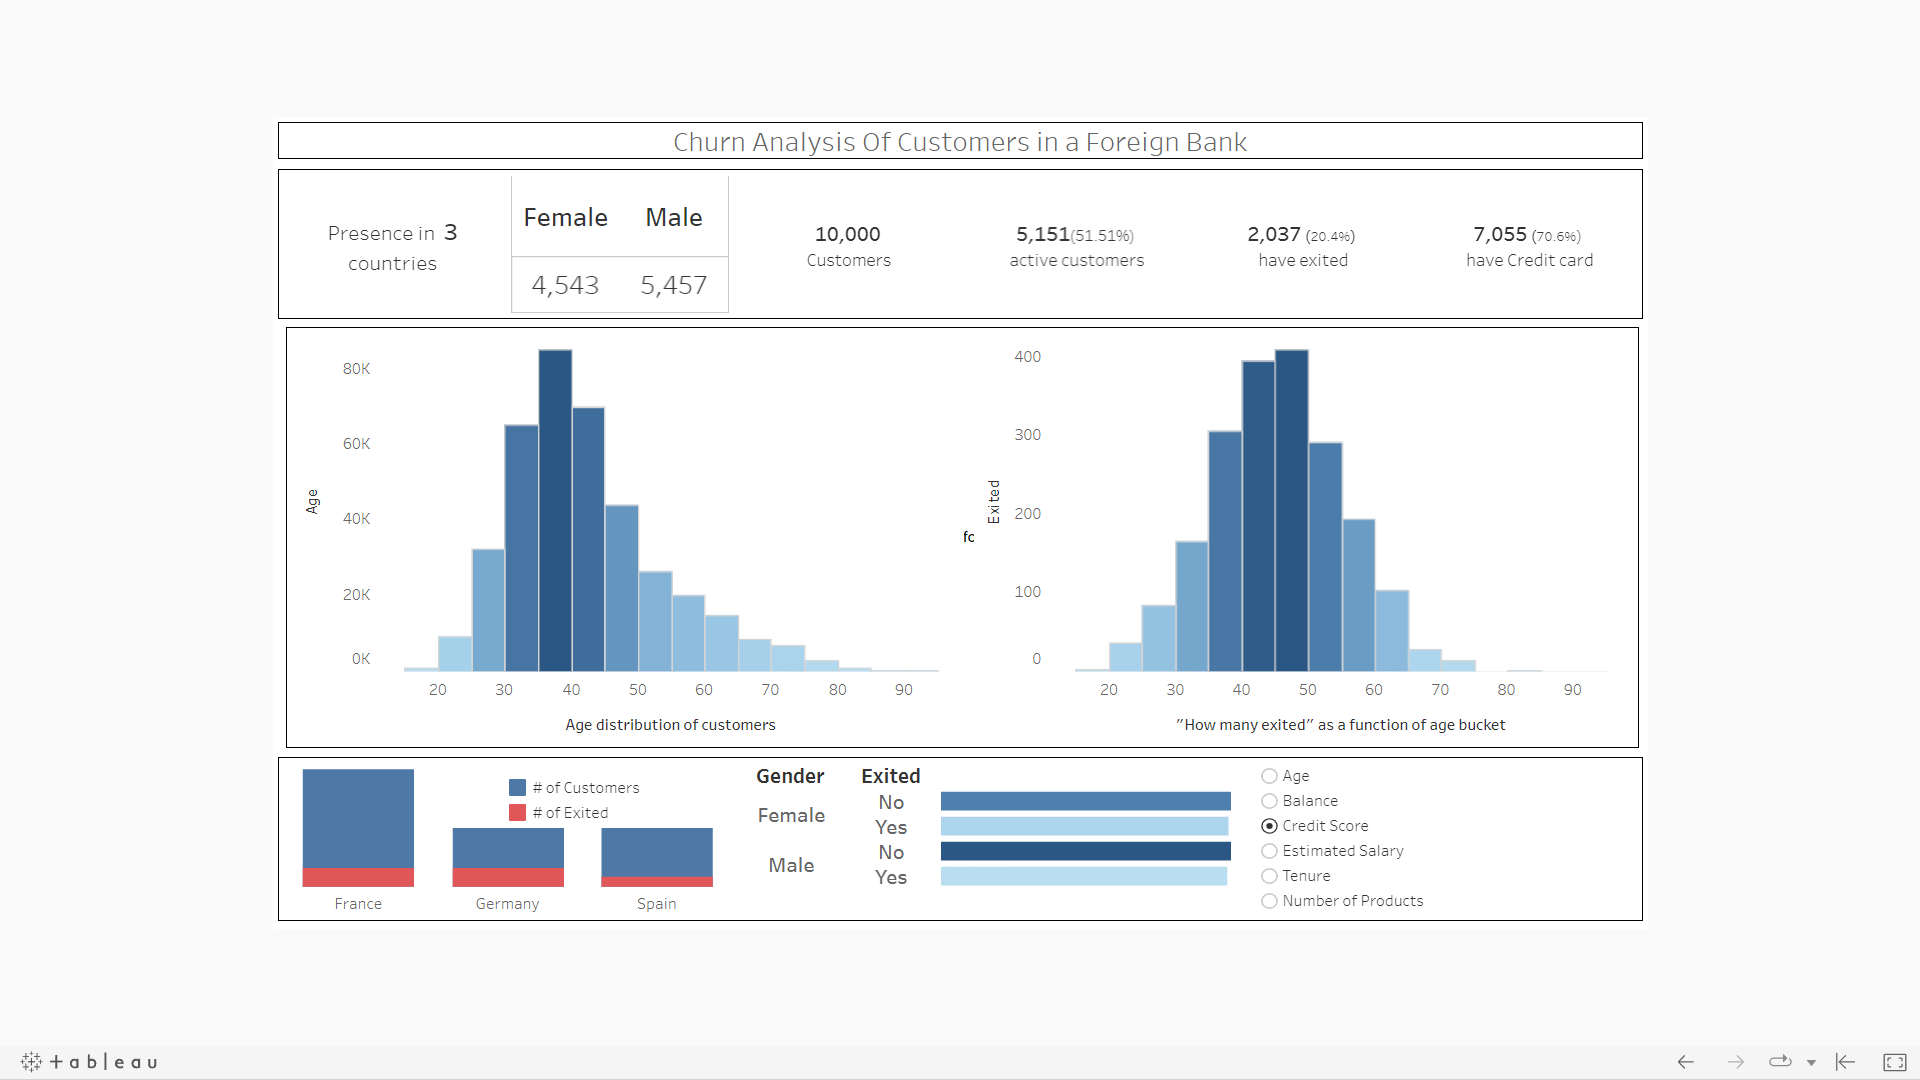 Churn Analysis Of Customers in a Foreign Bank
Presence in 3
countries
Female Male
4,543 5,457
10,000
Customers
5,151(51.51%)
active customers
2,037 (20.4%)
have exited
7,055 (70.6%)
have Credit card
80K
60K
40K
20K
0K
Age
20 30 40 50 60 70 80 90
Age distribution of customers
fc
400
300
200
100
0
Exited
20 30 40 50 60 70 80 90
"How many exited" as a function of age bucket
# of Customers
# of Exited
France Germany Spain
Gender Exited
Female
No
Yes
Male
No
Yes
Age
Balance
Credit Score
Estimated Salary
Tenure
Number of Products
+ableau